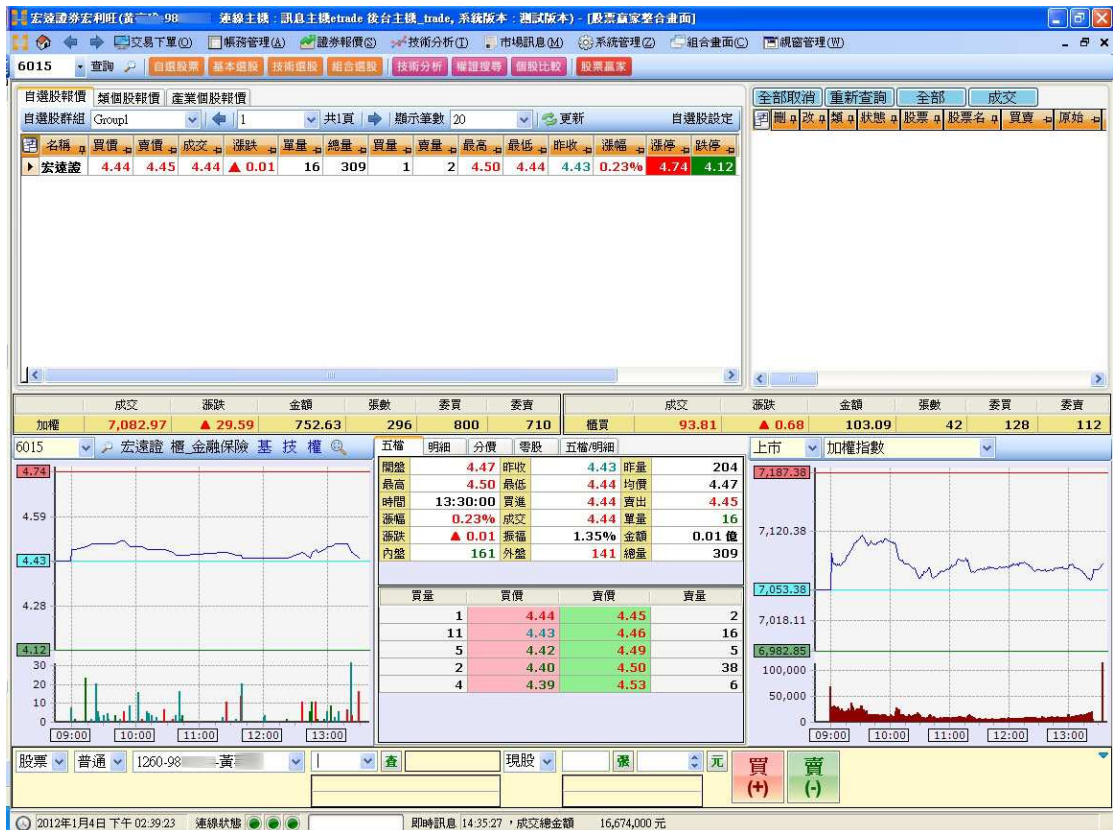 宏遠證券宏利旺(黃 -98 連線主機：訊息主機etrade 後台主機_trade, 系統版本：測試版本) - [股票贏家整合畫面]
交易下單(O) 帳務管理(A) 證券報價(S) 技術分析(T) 市場訊息(M) 系統管理(Z) 組合畫面(C) 視窗管理(W)
6015 查詢 自選股票 基本選股 技術選股 組合選股 技術分析 權證搜尋 個股比較 股票贏家
自選股報價 類個股報價 產業個股報價
自選股群組 Group1 1 共1頁 顯示筆數 20 更新 自選股設定
名稱 買價 賣價 成交 漲跌 單量 總量 買量 賣量 最高 最低 昨收 漲幅 漲停 跌停
宏遠證 4.44 4.45 4.44 ▲ 0.01 16 309 1 2 4.50 4.44 4.43 0.23% 4.74 4.12
全部取消 重新查詢 全部 成交
刪 改 類 狀態 股票 股票名 買賣 原始
成交 漲跌 金額 張數 委買 委賣
加權 7,082.97 ▲ 29.59 752.63 296 800 710
成交 漲跌 金額 張數 委買 委賣
櫃買 93.81 ▲ 0.68 103.09 42 128 112
6015 宏遠證 櫃_金融保險 基 技 權
4.74
4.59
4.43
4.28
4.12
30
20
10
0
09:00 10:00 11:00 12:00 13:00
五檔 明細 分價 零股 五檔/明細
開盤 4.47 昨收 4.43 昨量 204
最高 4.50 最低 4.44 均價 4.47
時間 13:30:00 買進 4.44 賣出 4.45
漲幅 0.23% 成交 4.44 單量 16
漲跌 ▲ 0.01 振福 1.35% 金額 0.01 億
內盤 161 外盤 141 總量 309
買量 買價 賣價 賣量
1 4.44 4.45 2
11 4.43 4.46 16
5 4.42 4.49 5
2 4.40 4.50 38
4 4.39 4.53 6
上市 加權指數
7,187.38
7,120.38
7,053.38
7,018.11
6,982.85
100,000
50,000
0
09:00 10:00 11:00 12:00 13:00
股票 普通 1260-98 -黃 查 現股 張 元 買(+) 賣(-)
2012年1月4日 下午 02:39:23 連線狀態 即時訊息 14:35:27，成交總金額 16,674,000 元